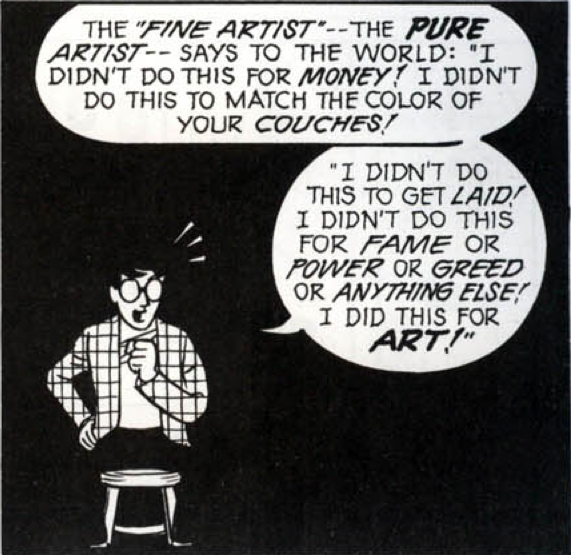 THE "FINE ARTIST"--THE PURE
ARTIST-- SAYS TO THE WORLD: "I
DIDN'T DO THIS FOR MONEY! I DIDN'T
DO THIS TO MATCH THE COLOR OF
YOUR COUCHES!
"I DIDN'T DO
THIS TO GET LAID!
I DIDN'T DO THIS
FOR FAME OR
POWER OR GREED
OR ANYTHING ELSE!
I DID THIS FOR
ART!"